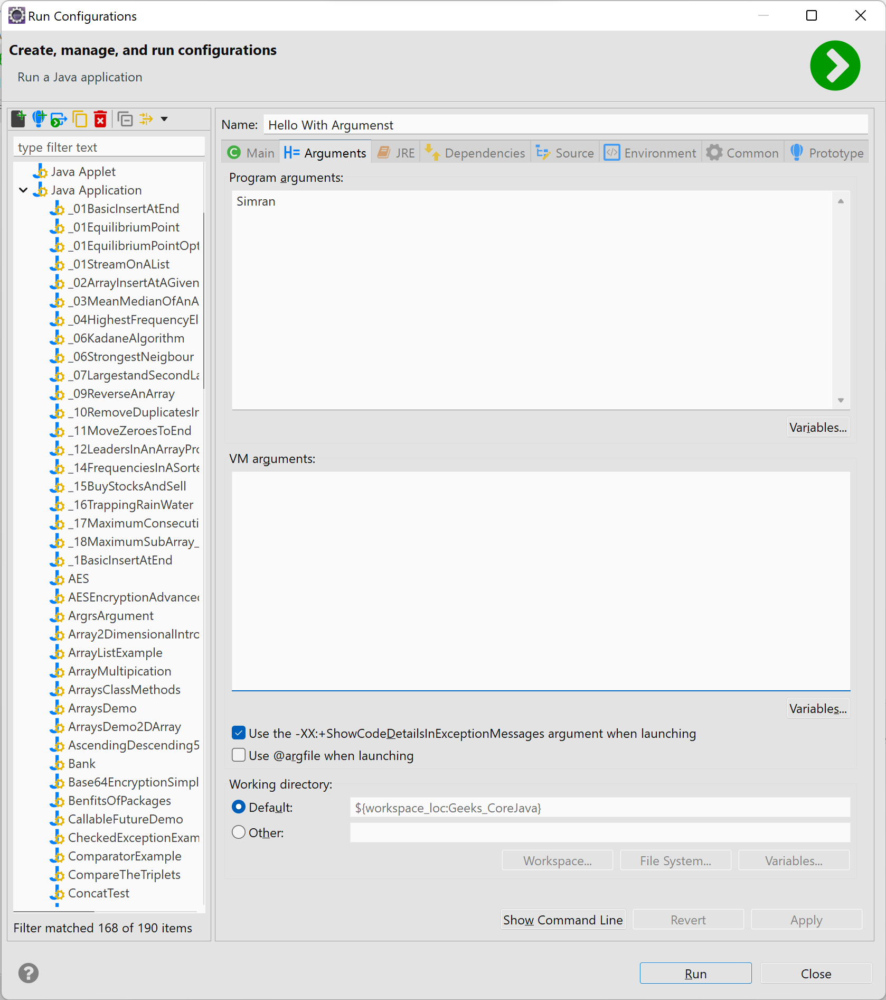 Run Configurations
Create, manage, and run configurations
Run a Java application
type filter text
Java Applet
Java Application
_01BasicInsertAtEnd
_01EquilibriumPoint
_01EquilibriumPointOpt
_01StreamOnAList
_02ArrayInsertAtAGiven
_03MeanMedianOfAnA
_04HighestFrequencyEl
_06KadaneAlgorithm
_06StrongestNeigbour
_07LargestandSecondLa
_09ReverseAnArray
_10RemoveDuplicatesIn
_11MoveZeroesToEnd
_12LeadersInAnArrayPro
_14FrequenciesInASorte
_15BuyStocksAndSell
_16TrappingRainWater
_17MaximumConsecuti
_18MaximumSubArray_
_1BasicInsertAtEnd
AES
AESEncryptionAdvanced
ArgrsArgument
Array2DimensionalIntro
ArrayListExample
ArrayMultipication
ArraysClassMethods
ArraysDemo
ArraysDemo2DArray
AscendingDescending5
Bank
Base64EncryptionSimpl
BenfitsOfPackages
CallableFutureDemo
CheckedExceptionExam
ComparatorExample
CompareTheTriplets
ConcatTest
Filter matched 168 of 190 items
Name: Hello With Argumenst
Main Arguments JRE Dependencies Source Environment Common Prototype
Program arguments:
Simran
Variables...
VM arguments:
Variables...
Use the -XX:+ShowCodeDetailsInExceptionMessages argument when launching
Use @argfile when launching
Working directory:
Default: ${workspace_loc:Geeks_CoreJava}
Other:
Workspace... File System... Variables...
Show Command Line Revert Apply
Run Close